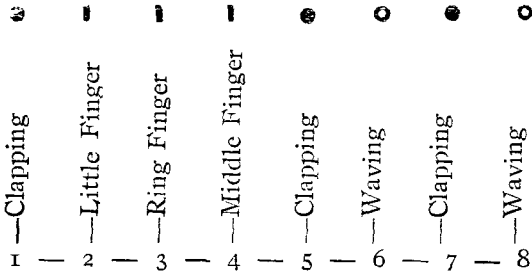 —Clapping
—Little Finger
—Ring Finger
—Middle Finger
—Clapping
—Waving
—Clapping
—Waving
1 — 2 — 3 — 4 — 5 — 6 — 7 — 8